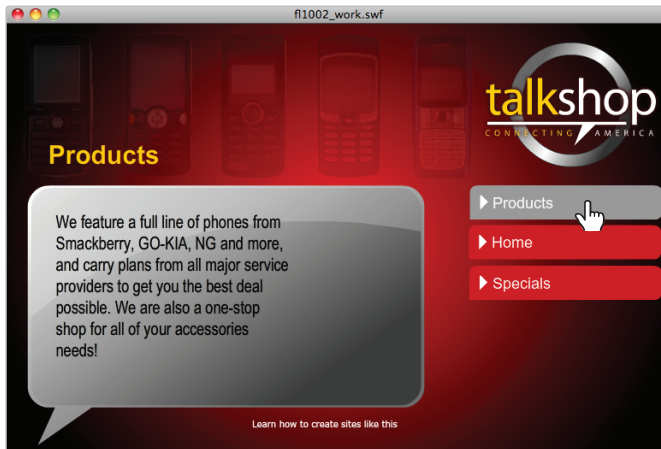 fl1002_work.swf
talkshop
CONNECTING AMERICA
Products
Products
Home
Specials
We feature a full line of phones from
Smackberry, GO-KIA, NG and more,
and carry plans from all major service
providers to get you the best deal
possible. We are also a one-stop
shop for all of your accessories
needs!
Learn how to create sites like this